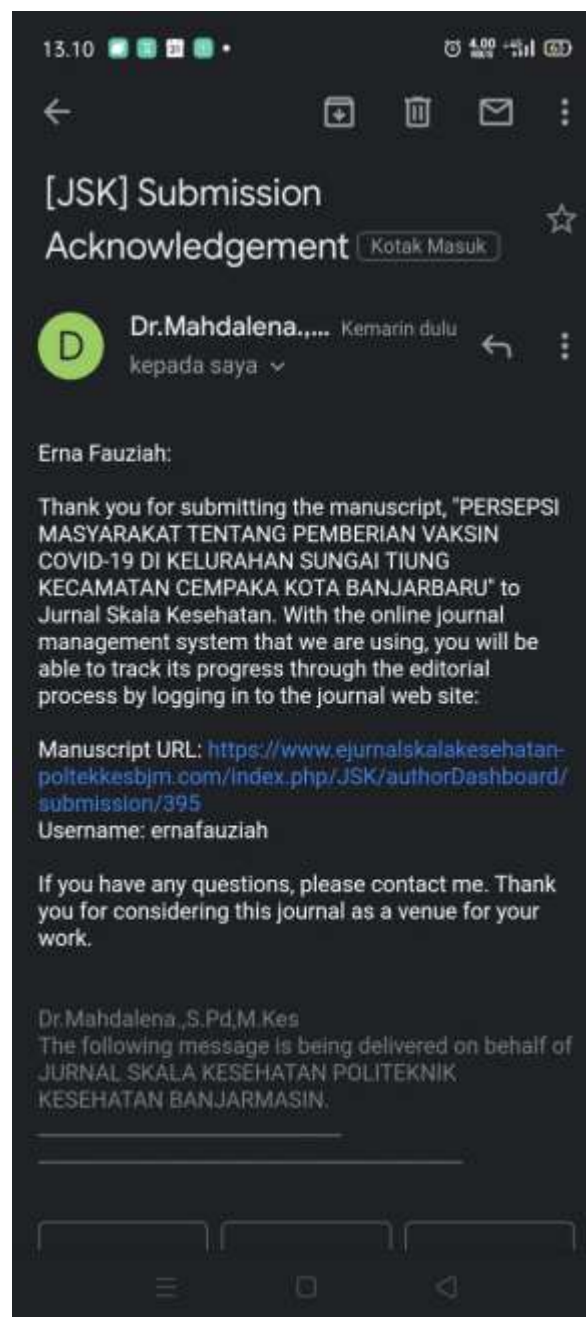 13.10
4.00
KB/S
63
[JSK] Submission
Acknowledgement Kotak Masuk
D
Dr.Mahdalena.,... Kemarin dulu
kepada saya
Erna Fauziah:
Thank you for submitting the manuscript, "PERSEPSI
MASYARAKAT TENTANG PEMBERIAN VAKSIN
COVID-19 DI KELURAHAN SUNGAI TIUNG
KECAMATAN CEMPAKA KOTA BANJARBARU" to
Jurnal Skala Kesehatan. With the online journal
management system that we are using, you will be
able to track its progress through the editorial
process by logging in to the journal web site:
Manuscript URL: https://www.ejurnalskalakesehatan-
poltekkesbjm.com/index.php/JSK/authorDashboard/
submission/395
Username: ernafauziah
If you have any questions, please contact me. Thank
you for considering this journal as a venue for your
work.
Dr.Mahdalena.,S.Pd,M.Kes
The following message is being delivered on behalf of
JURNAL SKALA KESEHATAN POLITEKNIK
KESEHATAN BANJARMASIN.